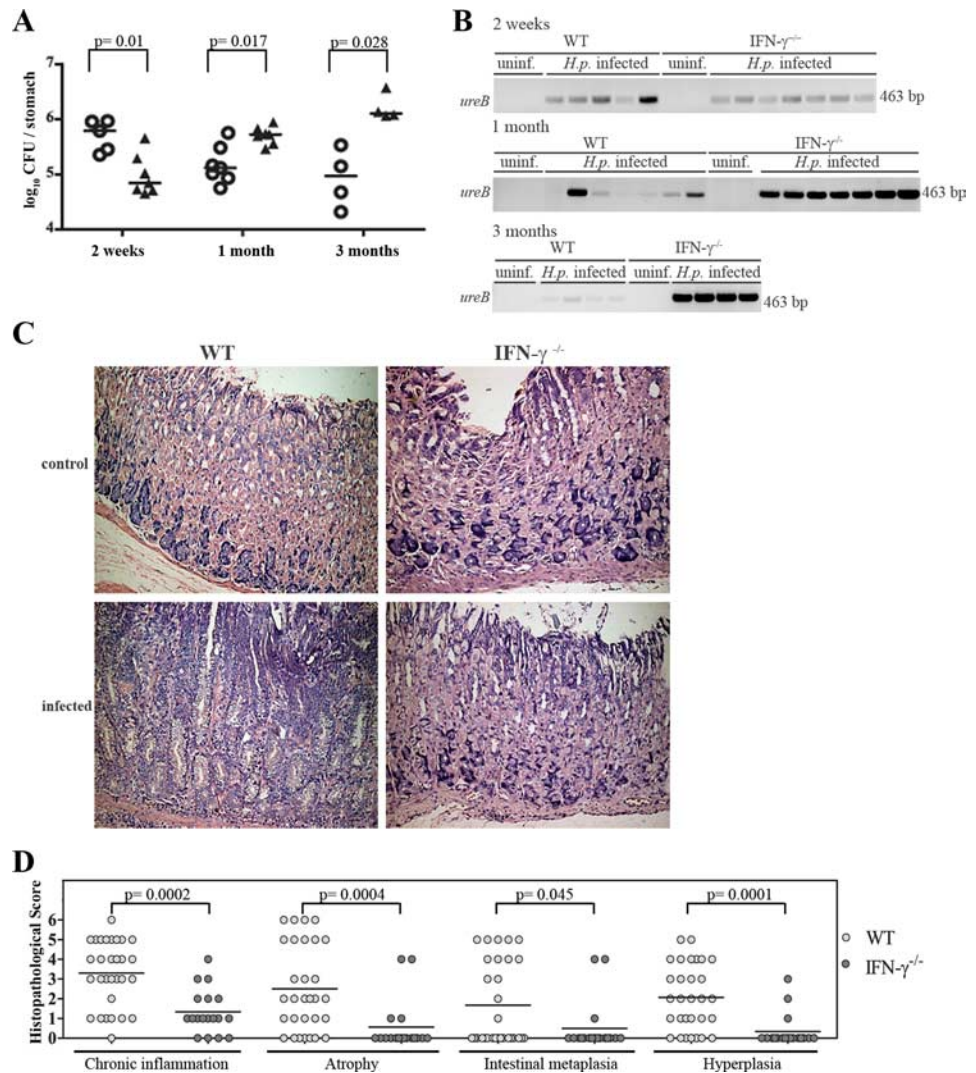 A
p= 0.01 p= 0.017 p= 0.028
log10 CFU / stomach
7
6
5
4
2 weeks 1 month 3 months
B
2 weeks
WT IFN-γ-/-
uninf. H.p. infected uninf. H.p. infected
ureB 463 bp
1 month
WT IFN-γ-/-
uninf. H.p. infected uninf. H.p. infected
ureB 463 bp
3 months
WT IFN-γ-/-
uninf. H.p. infected uninf. H.p. infected
ureB 463 bp
C
WT IFN-γ -/-
control
infected
D
p= 0.0002 p= 0.0004 p= 0.045 p= 0.0001
Histopathological Score
6
5
4
3
2
1
0
Chronic inflammation Atrophy Intestinal metaplasia Hyperplasia
WT
IFN-γ-/-